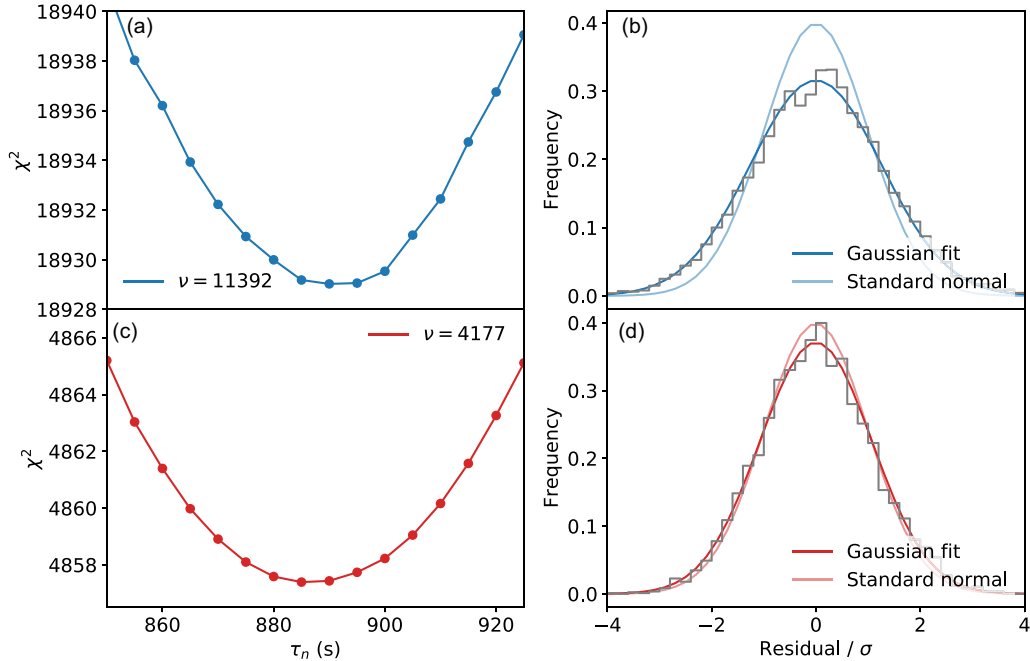 (a)
18940
18938
18936
18934
18932
18930
18928
χ²
ν = 11392
(b)
0.4
0.3
0.2
0.1
0.0
Frequency
Gaussian fit
Standard normal
(c)
4866
4864
4862
4860
4858
χ²
ν = 4177
860 880 900 920
τₙ (s)
(d)
0.4
0.3
0.2
0.1
0.0
Frequency
Gaussian fit
Standard normal
−4 −2 0 2 4
Residual / σ